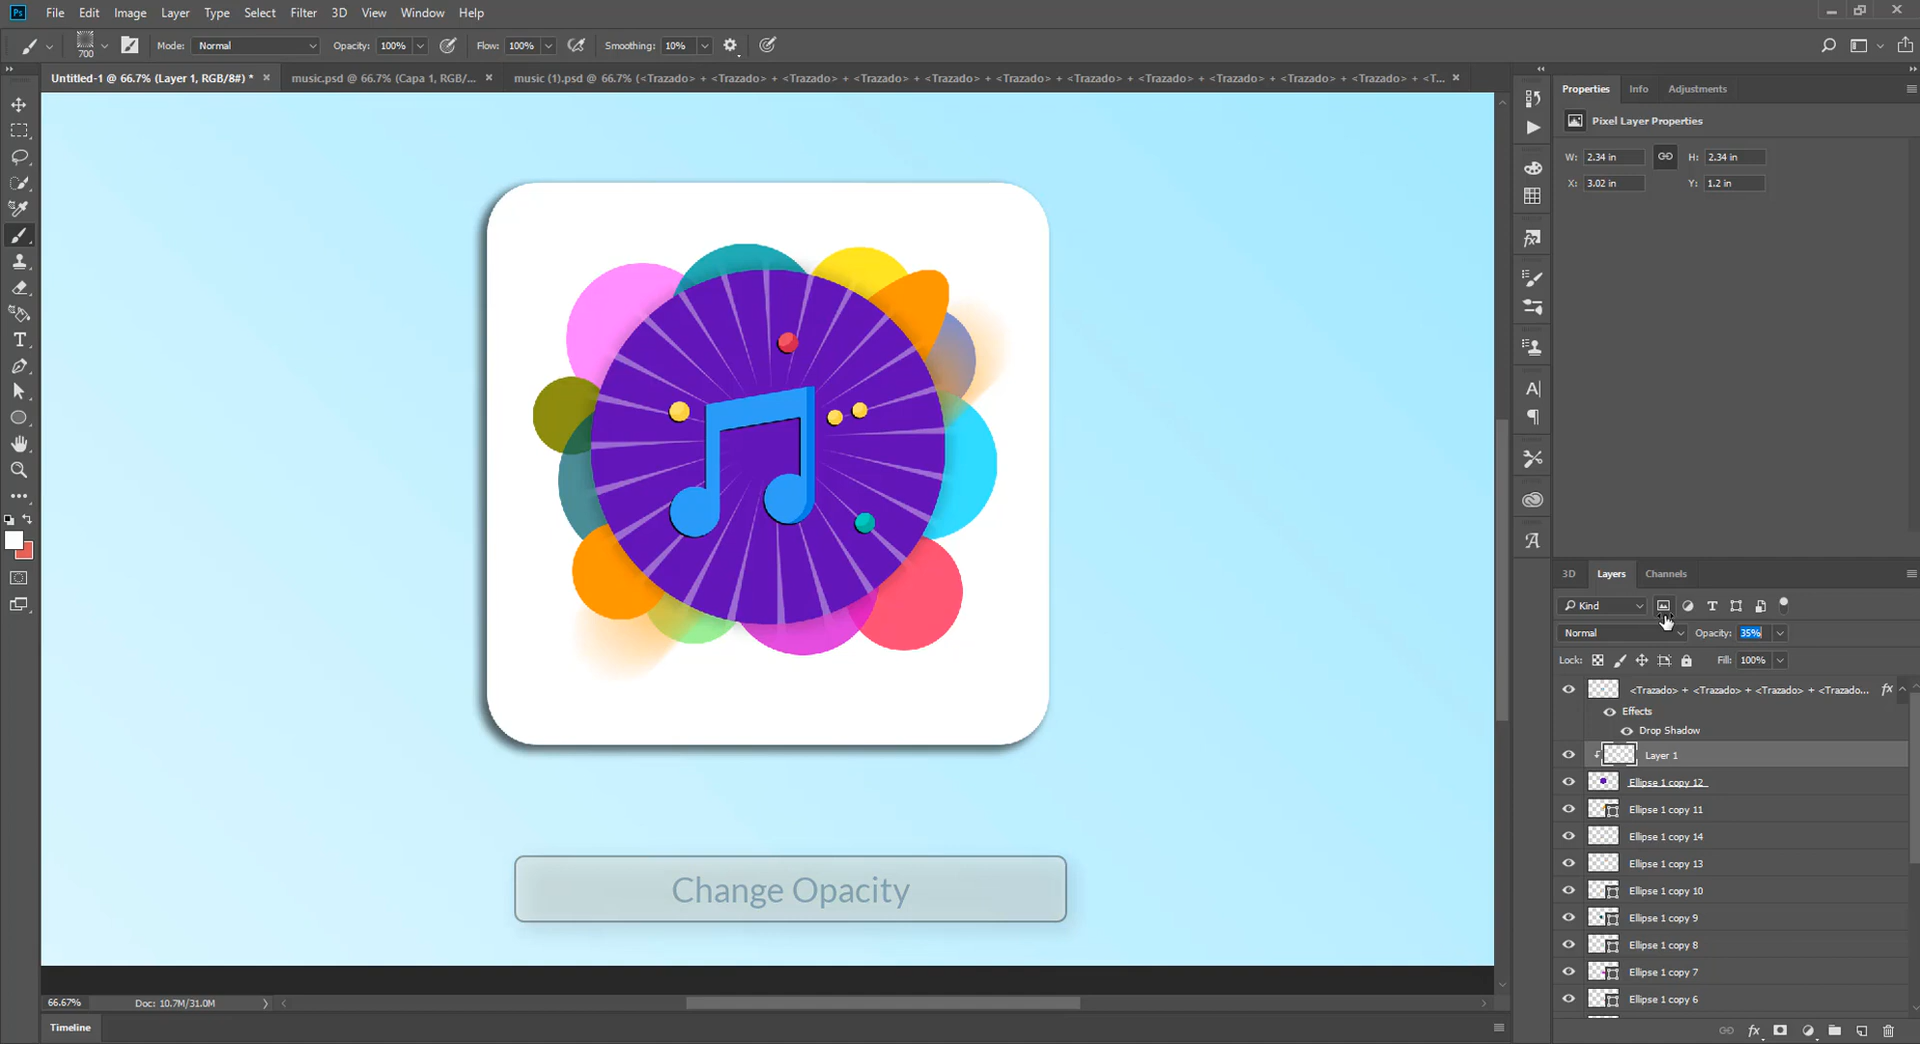 Ps File Edit Image Layer Type Select Filter 3D View Window Help
700 Mode: Normal Opacity: 100% Flow: 100% Smoothing: 10%
Untitled-1 @ 66.7% (Layer 1, RGB/8#) * music.psd @ 66.7% (Capa 1, RGB/... music (1).psd @ 66.7% (<Trazado> + <Trazado> + <Trazado> + <Trazado> + <Trazado> + <Trazado> + <Trazado> + <Trazado> + <Trazado> + <Trazado> + <Trazado> + <T...
Properties Info Adjustments
Pixel Layer Properties
W: 2.34 in H: 2.34 in
X: 3.02 in Y: 1.2 in
3D Layers Channels
Kind
Normal Opacity: 35%
Lock: Fill: 100%
<Trazado> + <Trazado> + <Trazado> + <Trazado... fx
Effects
Drop Shadow
Layer 1
Ellipse 1 copy 12
Ellipse 1 copy 11
Ellipse 1 copy 14
Ellipse 1 copy 13
Ellipse 1 copy 10
Ellipse 1 copy 9
Ellipse 1 copy 8
Ellipse 1 copy 7
Ellipse 1 copy 6
Change Opacity
66.67% Doc: 10.7M/31.0M
Timeline